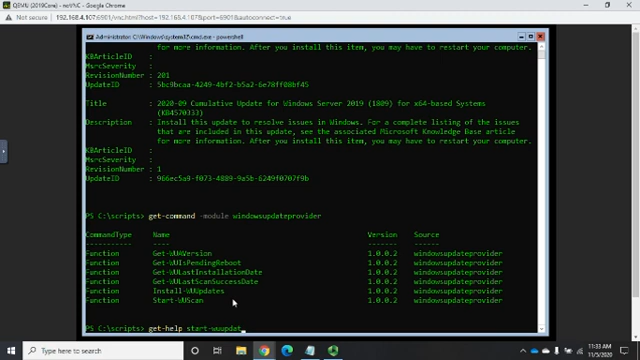 QEMU (2019Core) - Google Chrome
Not secure | 192.168.4.107:6901/vnc.html?host=192.168.4.107&port=6901&autoconnect=true
Administrator: C:\Windows\system32\cmd.exe - powershell
for more information. After you install this item, you may have to restart your computer.
KBArticleID :
MsrcSeverity :
RevisionNumber : 201
UpdateID : 5bc9bcaa-4249-4bf2-b5a2-6e78ff08bf45
Title : 2020-09 Cumulative Update for Windows Server 2019 (1809) for x64-based Systems
(KB4570333)
Description : Install this update to resolve issues in Windows. For a complete listing of the issues
that are included in this update, see the associated Microsoft Knowledge Base article
for more information. After you install this item, you may have to restart your computer.
KBArticleID :
MsrcSeverity :
RevisionNumber : 1
UpdateID : 966ec5a9-f073-4889-9a5b-6249f0707f9b
PS C:\scripts> get-command -module windowsupdateprovider
CommandType Name Version Source
----------- ---- ------- ------
Function Get-WUAVersion 1.0.0.2 windowsupdateprovider
Function Get-WUIsPendingReboot 1.0.0.2 windowsupdateprovider
Function Get-WULastInstallationDate 1.0.0.2 windowsupdateprovider
Function Get-WULastScanSuccessDate 1.0.0.2 windowsupdateprovider
Function Install-WUUpdates 1.0.0.2 windowsupdateprovider
Function Start-WUScan 1.0.0.2 windowsupdateprovider
PS C:\scripts> get-help start-wuupdat_
Type here to search
11:33 AM
11/5/2020